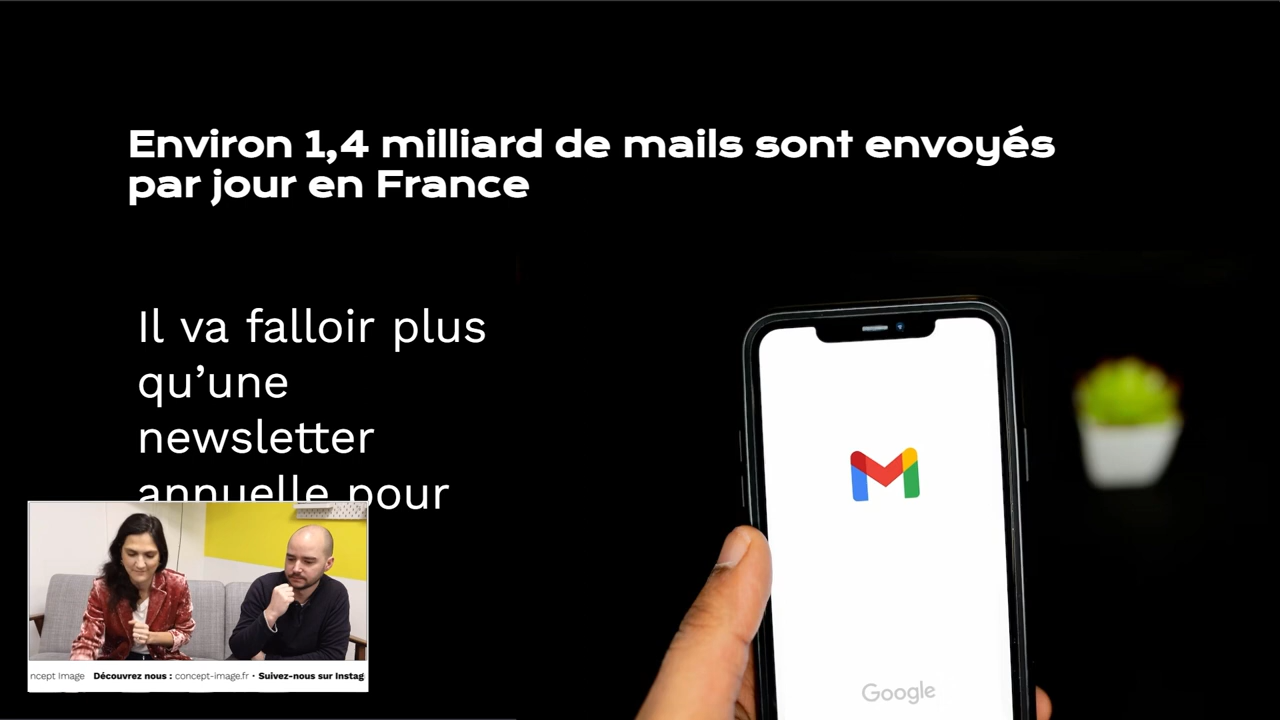 Environ 1,4 milliard de mails sont envoyés
par jour en France
Il va falloir plus
qu’une
newsletter
annuelle pour
Google
ncept Image Découvrez nous : concept-image.fr • Suivez-nous sur Instag